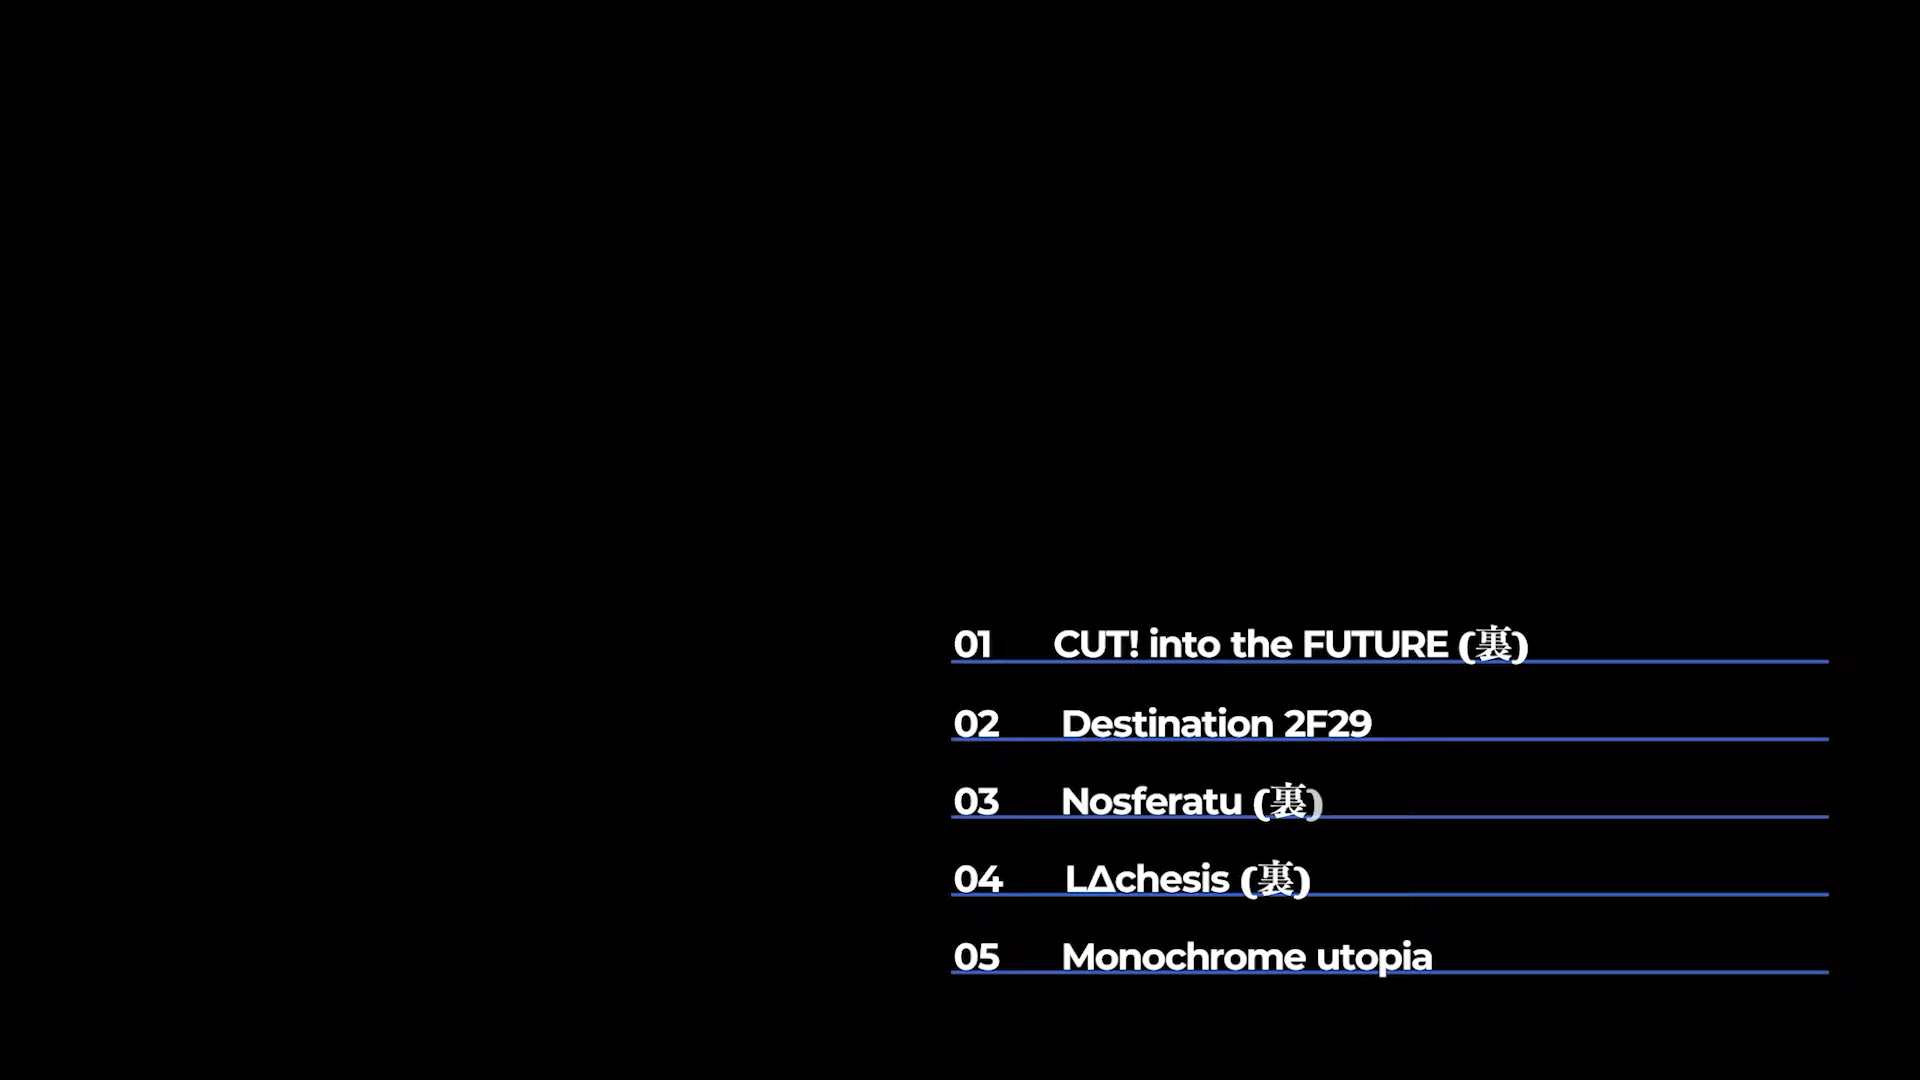 01 CUT! into the FUTURE (裏)
02 Destination 2F29
03 Nosferatu (裏)
04 LΔchesis (裏)
05 Monochrome utopia